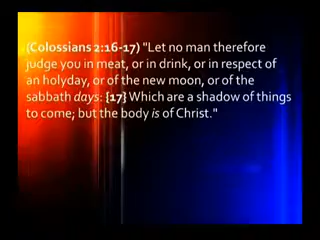 (Colossians 2:16-17) "Let no man therefore
judge you in meat, or in drink, or in respect of
an holyday, or of the new moon, or of the
sabbath days: {17} Which are a shadow of things
to come; but the body is of Christ."